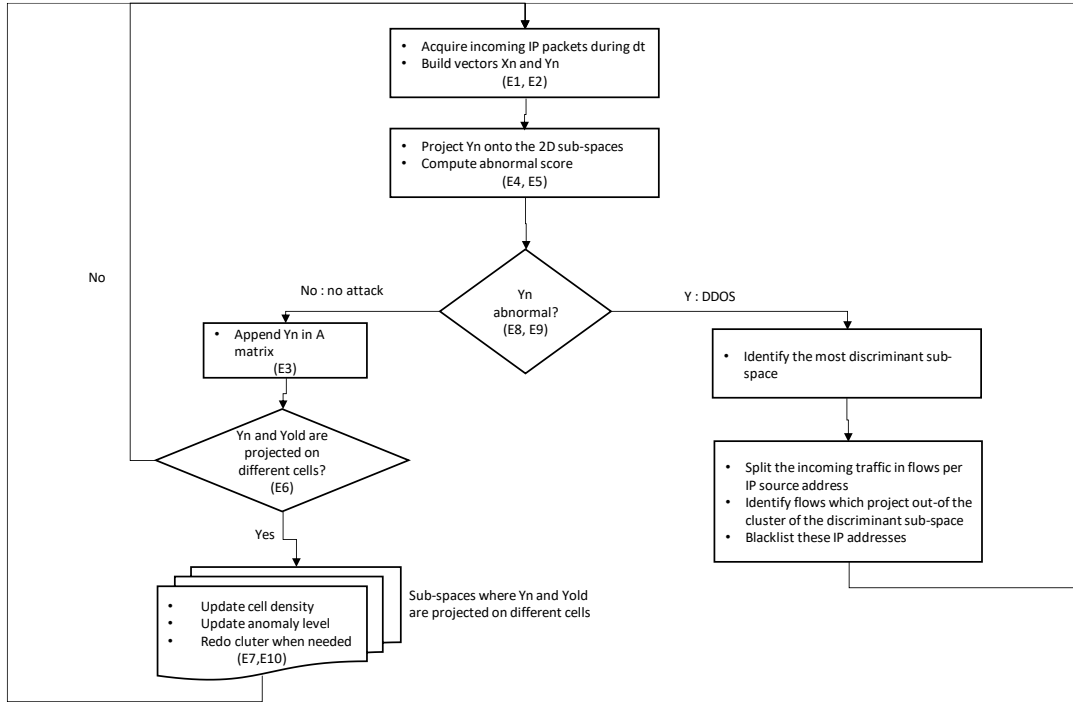 • Acquire incoming IP packets during dt
• Build vectors Xn and Yn
(E1, E2)
• Project Yn onto the 2D sub-spaces
• Compute abnormal score
(E4, E5)
No
No : no attack
Yn
abnormal?
(E8, E9)
Y : DDOS
• Append Yn in A
matrix
(E3)
• Identify the most discriminant sub-
space
Yn and Yold are
projected on
different cells?
(E6)
• Split the incoming traffic in flows per
IP source address
• Identify flows which project out-of the
cluster of the discriminant sub-space
• Blacklist these IP addresses
Yes
Sub-spaces where Yn and Yold
are projected on different cells
• Update cell density
• Update anomaly level
• Redo cluter when needed
(E7,E10)